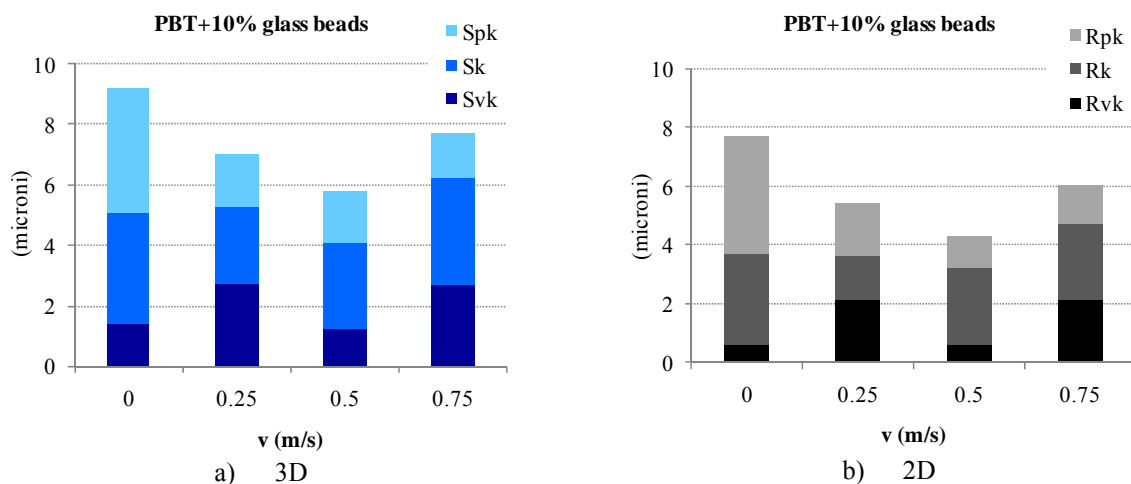 PBT+10% glass beads
Spk
Sk
Svk
10
8
6
4
2
0
(microni)
0 0.25 0.5 0.75
v (m/s)
a) 3D
PBT+10% glass beads
Rpk
Rk
Rvk
10
8
6
4
2
0
(microni)
0 0.25 0.5 0.75
v (m/s)
b) 2D